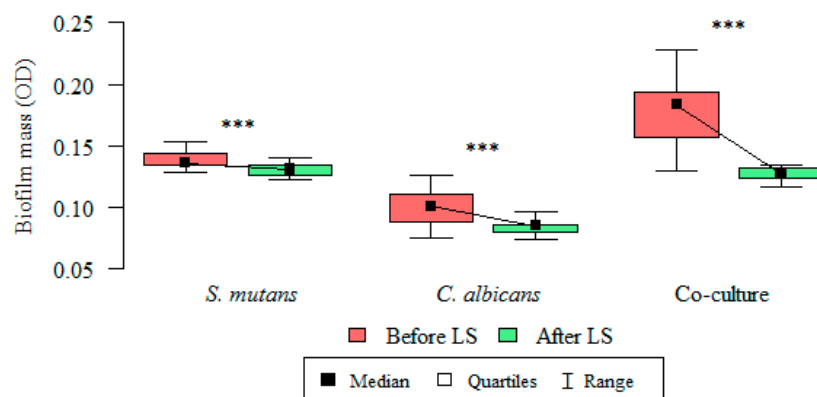 0.25
0.20
0.15
0.10
0.05
Biofilm mass (OD)
***
***
***
S. mutans C. albicans Co-culture
Before LS After LS
Median Quartiles Range